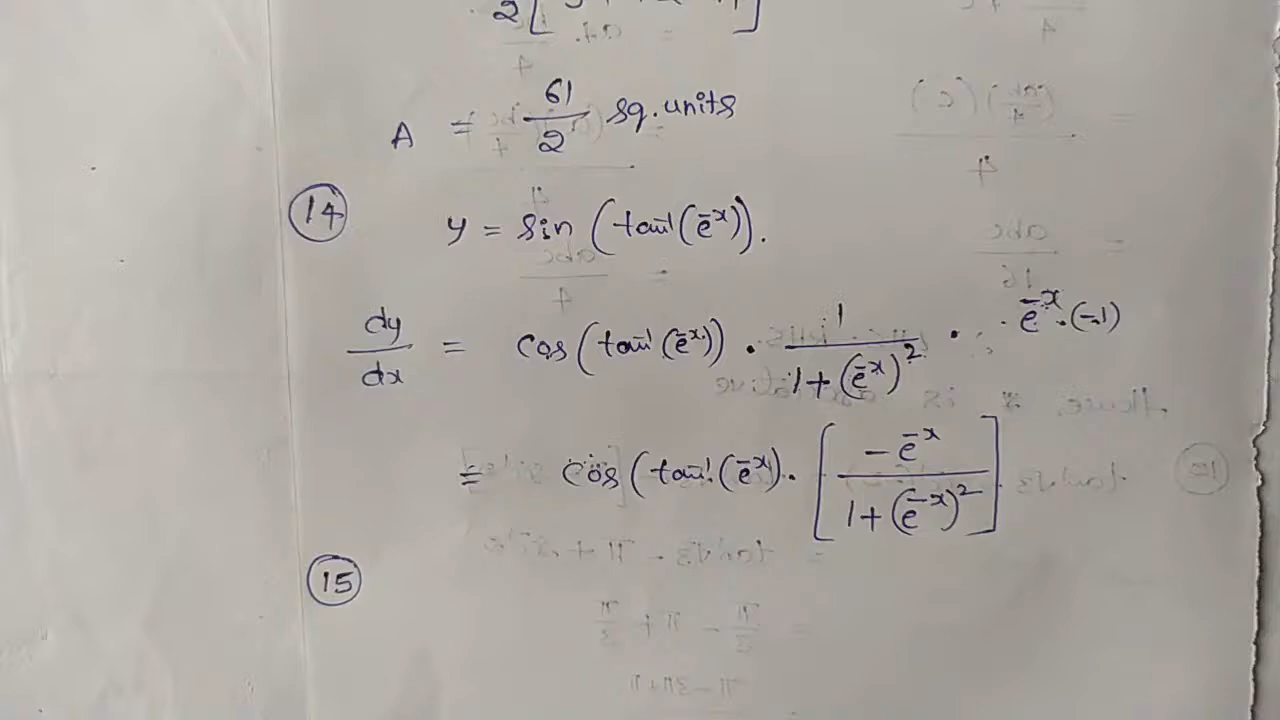 A = 61/2 sq. units
14 y = sin (tan⁻¹(e⁻ˣ)).
dy/dx = cos (tan⁻¹(e⁻ˣ)) · 1/(1+(e⁻ˣ)²) · e⁻ˣ·(-1)
= cos (tan⁻¹(e⁻ˣ) · [-e⁻ˣ/(1+(e⁻ˣ)²)]
15